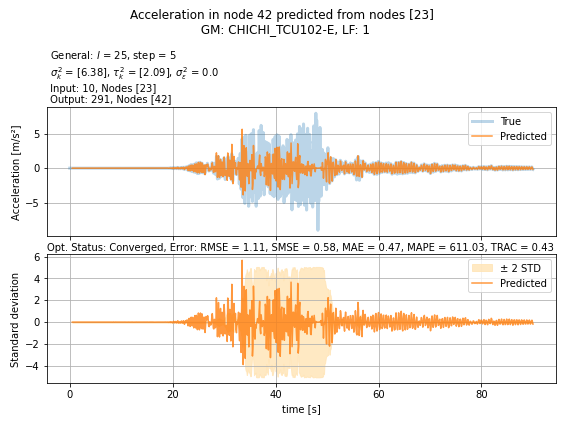 Acceleration in node 42 predicted from nodes [23]
GM: CHICHI_TCU102-E, LF: 1
General: l = 25, step = 5
σ²ₖ = [6.38], τ²ₖ = [2.09], σ²ε = 0.0
Input: 10, Nodes [23]
Output: 291, Nodes [42]
Acceleration [m/s²]
5
0
−5
True
Predicted
Opt. Status: Converged, Error: RMSE = 1.11, SMSE = 0.58, MAE = 0.47, MAPE = 611.03, TRAC = 0.43
Standard deviation
6
4
2
0
−2
−4
± 2 STD
Predicted
0 20 40 60 80
time [s]